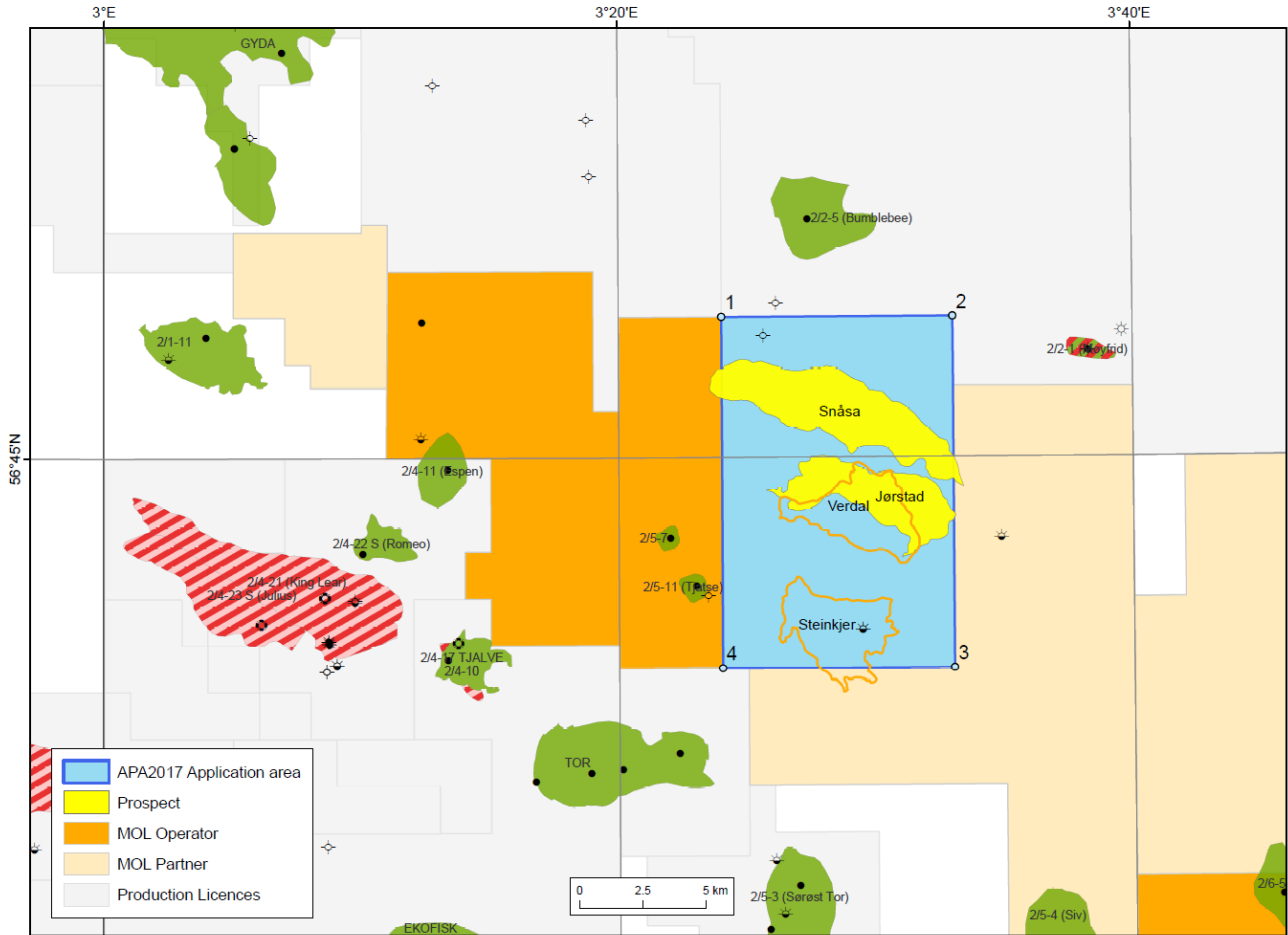 3°E
3°20'E
3°40'E
GYDA
2/2-5 (Bumblebee)
1
2
2/1-11
2/2-1 (Møyfrid)
Snåsa
56°45'N
2/4-11 (Espen)
Jørstad
Verdal
2/4-22 S (Romeo)
2/5-7
2/4-21 (King Lear)
2/4-23 S (Julius)
2/5-11 (Tjatse)
Steinkjer
2/4-17 TJALVE
2/4-10
4
3
TOR
APA2017 Application area
Prospect
MOL Operator
MOL Partner
Production Licences
0 2.5 5 km
2/5-3 (Sørøst Tor)
2/5-4 (Siv)
2/6-5
EKOFISK